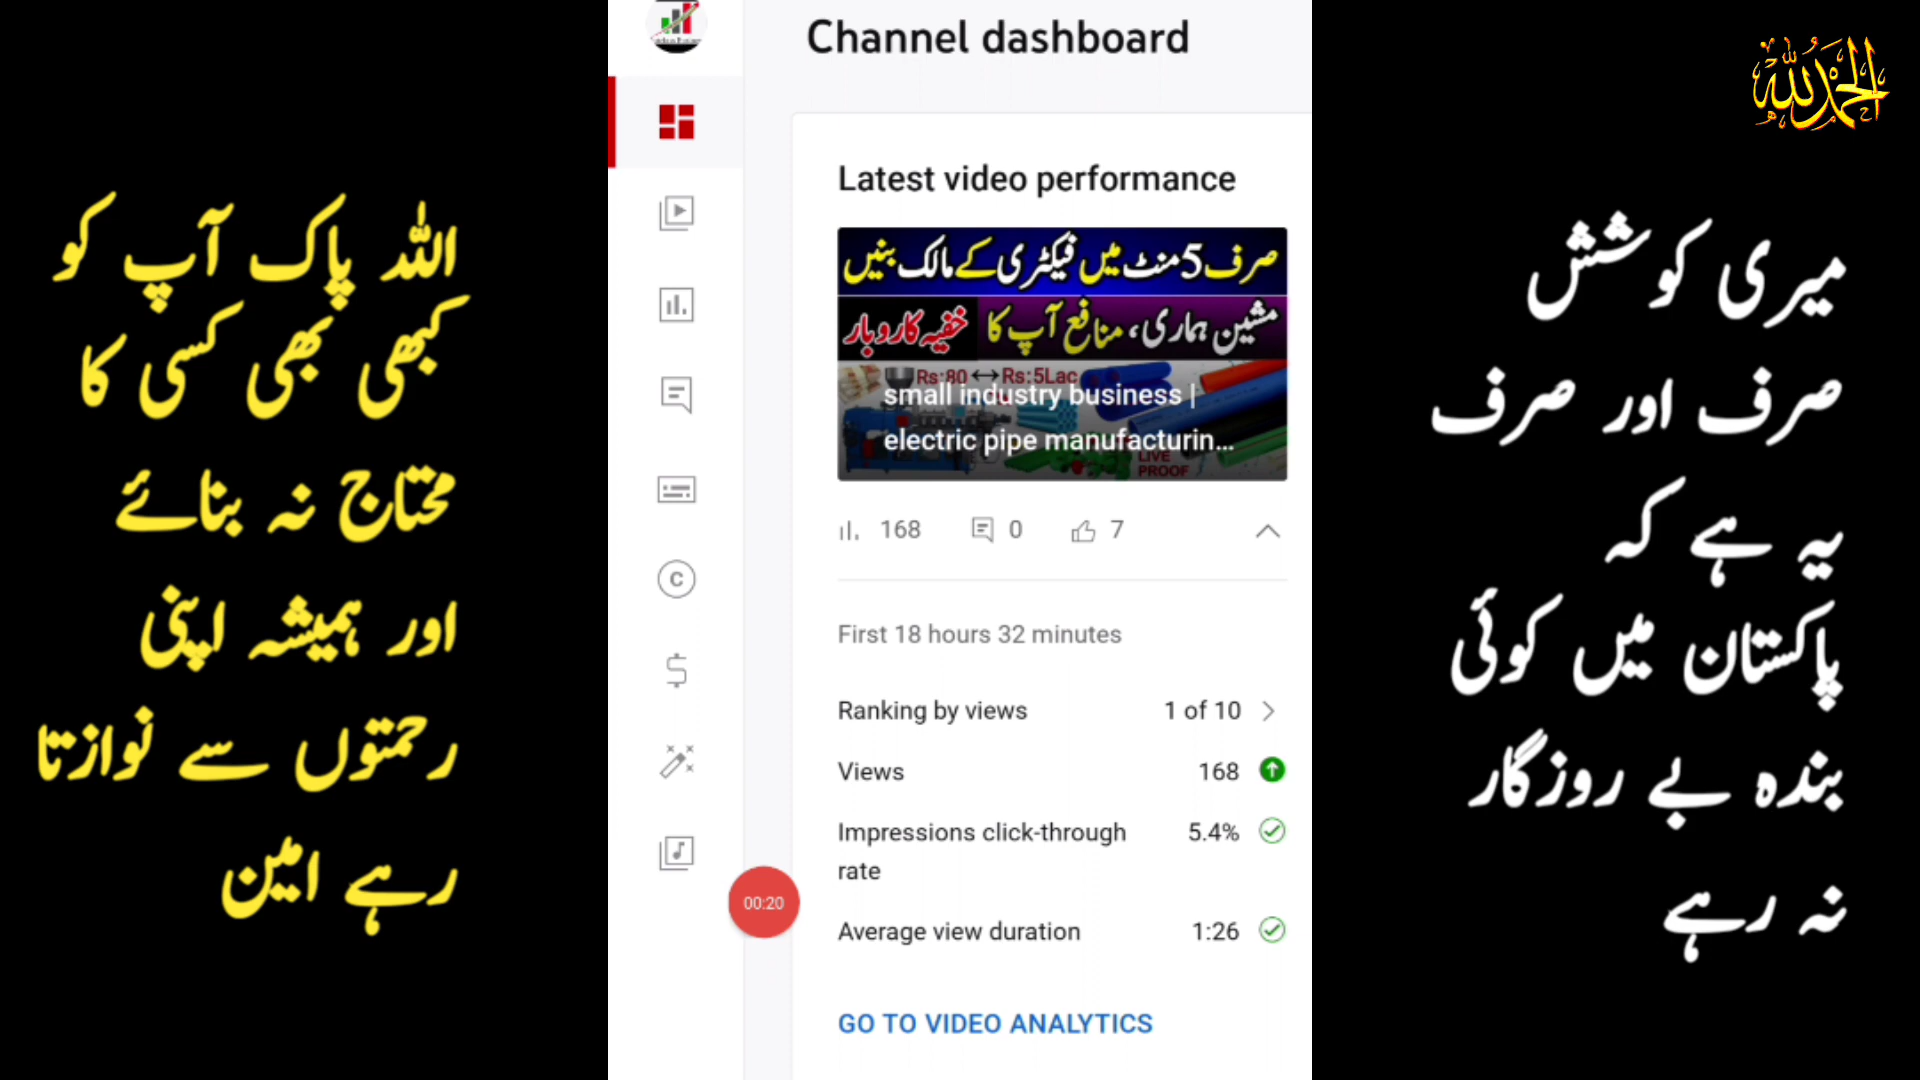 اللہ پاک آپ کو
کبھی بھی کسی کا
محتاج نہ بنائے
اور ہمیشہ اپنی
رحمتوں سے نوازتا
رہے امین
Channel dashboard
Latest video performance
صرف 5 منٹ میں فیکٹری کے مالک بنیں
مشین ہماری، منافع آپ کا خفیہ کاروبار
Rs:80 ↔ Rs:5Lac
small industry business |
electric pipe manufacturin...
LIVE
PROOF
168 0 7
First 18 hours 32 minutes
Ranking by views 1 of 10
Views 168
Impressions click-through 5.4%
rate
00:20
Average view duration 1:26
GO TO VIDEO ANALYTICS
الحمدللہ
میری کوشش
صرف اور صرف
یہ ہے کہ
پاکستان میں کوئی
بندہ بے روزگار
نہ رہے